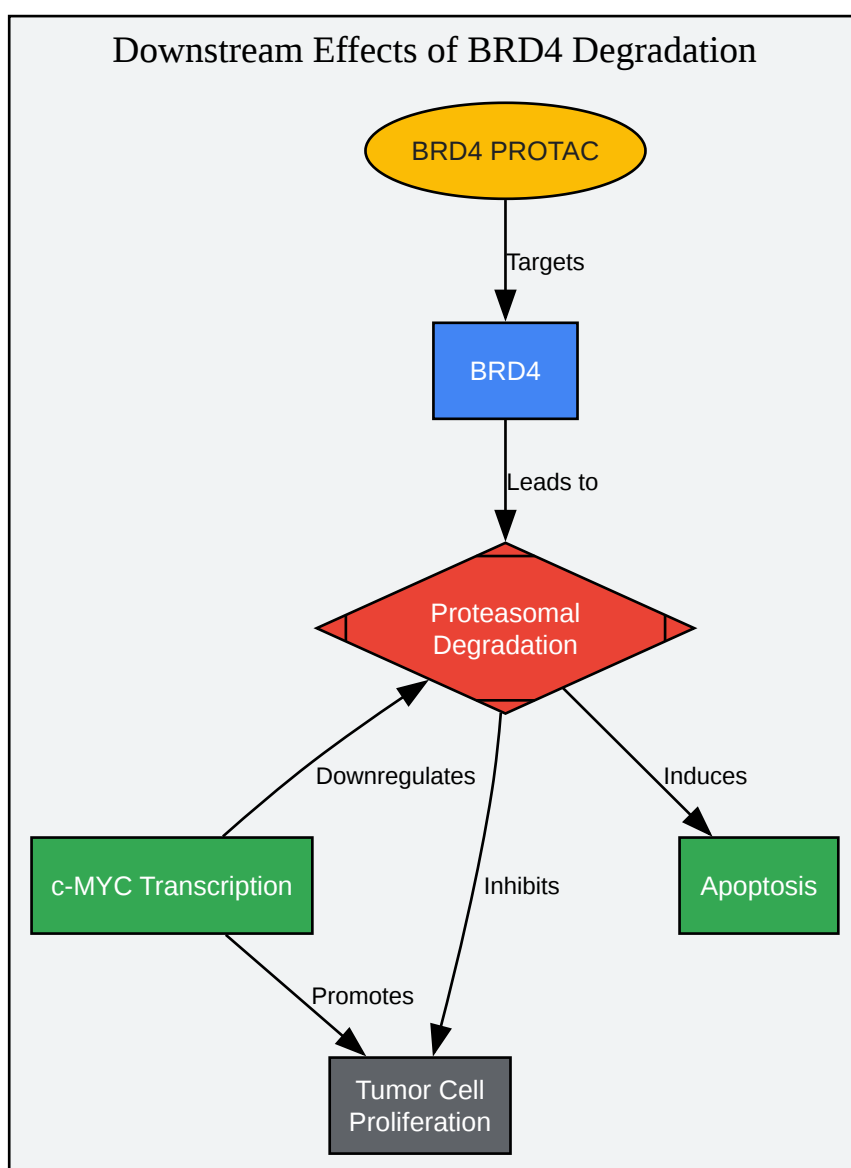 Downstream Effects of BRD4 Degradation
BRD4 PROTAC
Targets
BRD4
Leads to
Proteasomal
Degradation
Downregulates
Induces
c-MYC Transcription
Inhibits
Apoptosis
Promotes
Tumor Cell
Proliferation